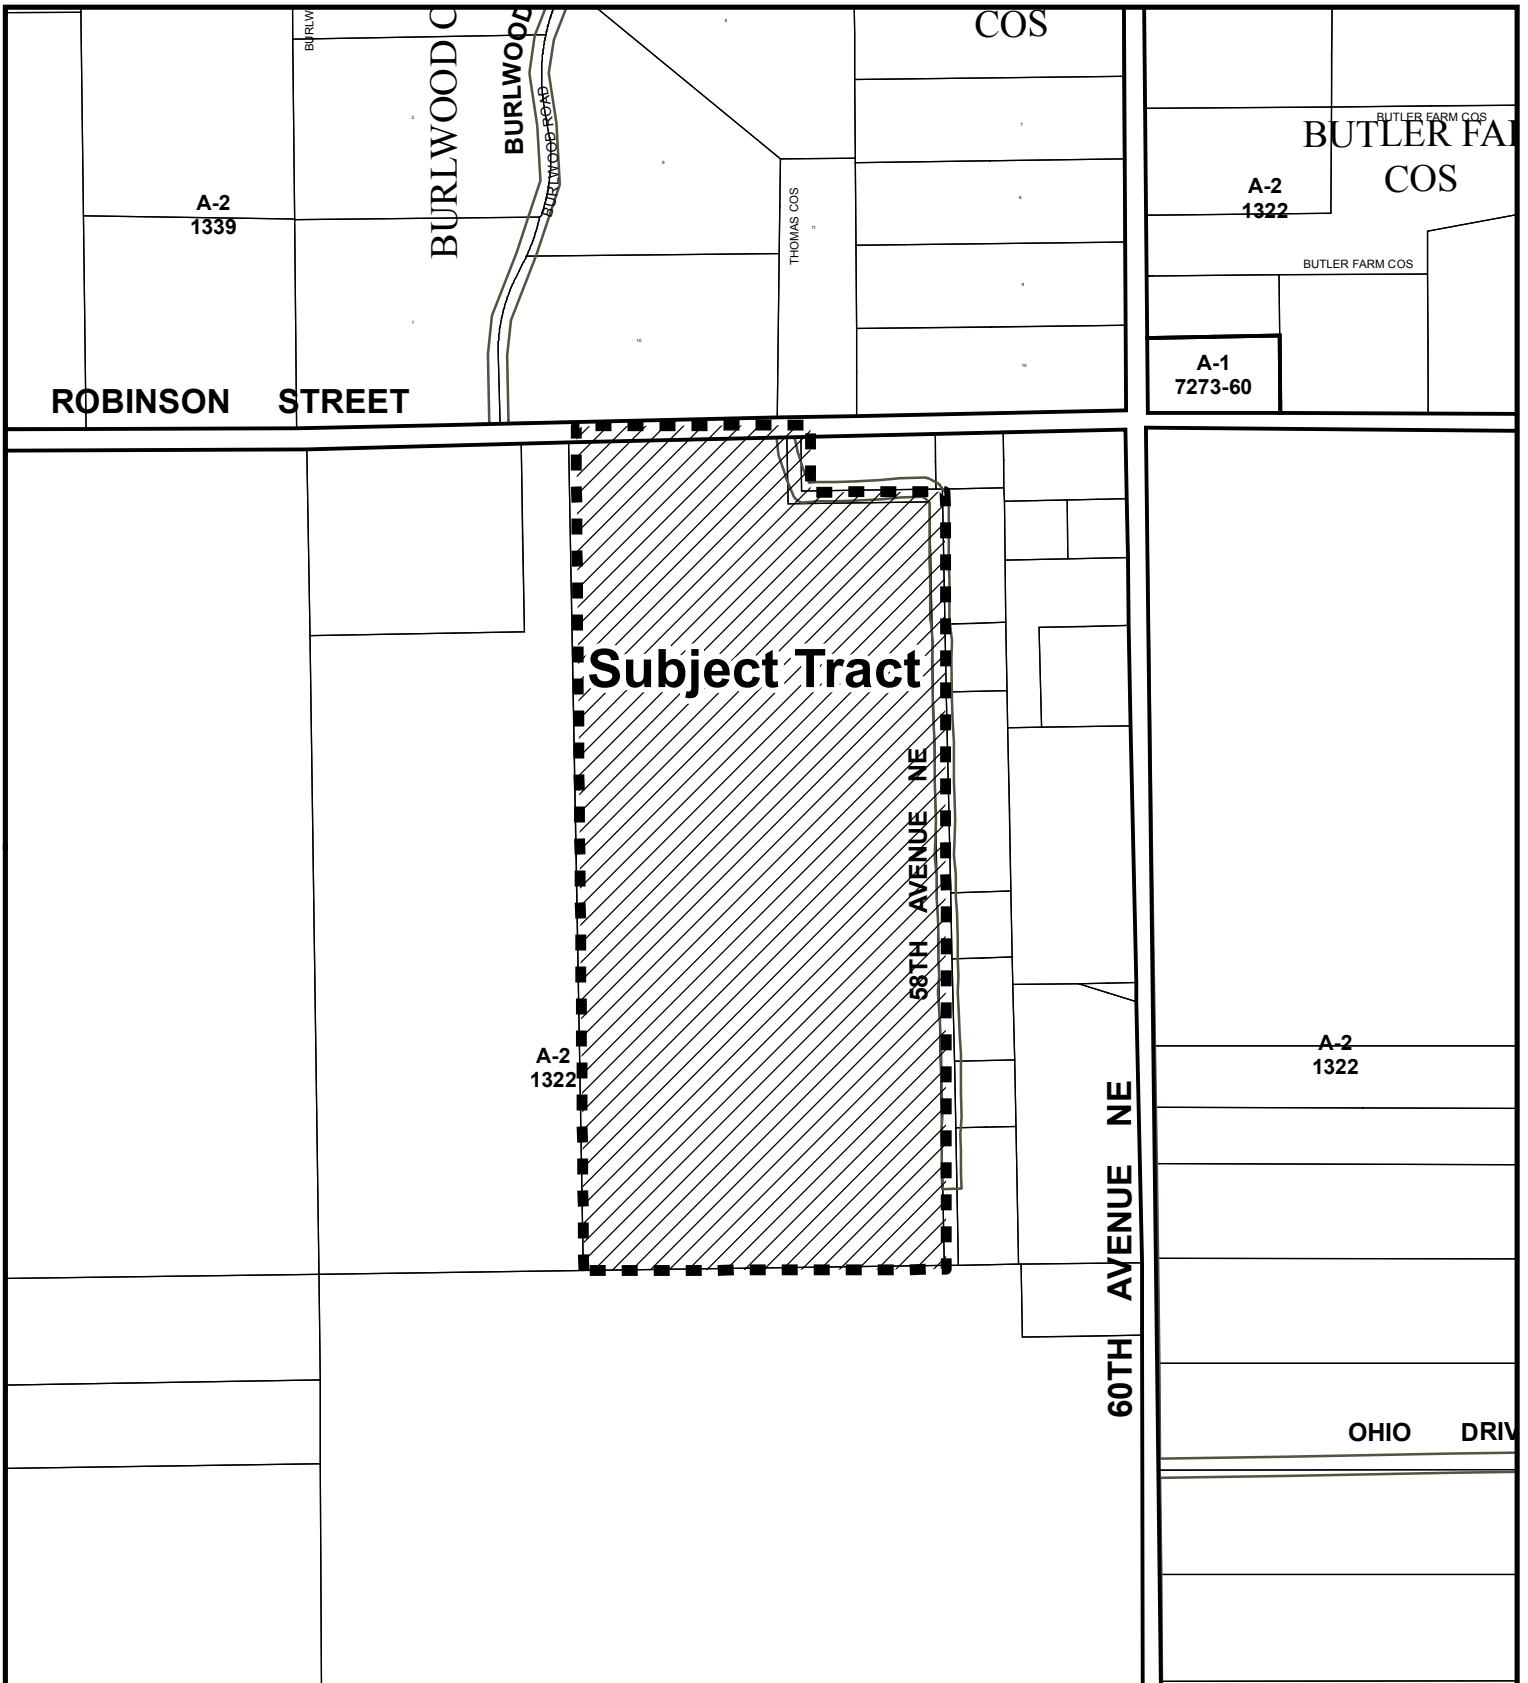 COS
BURLW
BURLWOOD C
BURLWOOD
BURLWOOD ROAD
BUTLER FARM COS
BUTLER FAR
COS
A-2
1339
THOMAS COS
A-2
1322
BUTLER FARM COS
A-1
7273-60
ROBINSON STREET
Subject Tract
58TH AVENUE NE
A-2
1322
A-2
1322
60TH AVENUE NE
OHIO DRIV